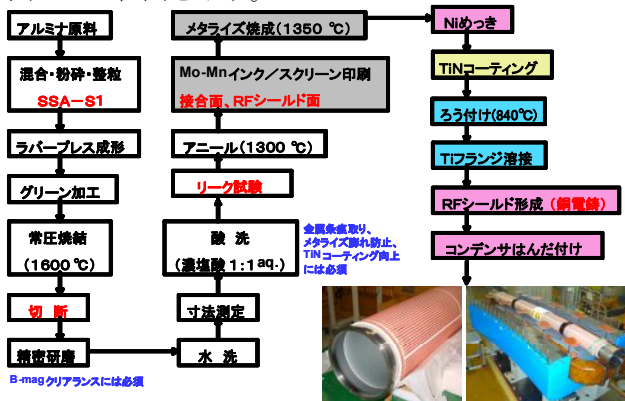 アルミナ原料
混合・粉砕・整粒
SSA-S1
ラバープレス成形
グリーン加工
常圧焼結
(1600℃)
切 断
精密研磨
B-magクリアランスには必須
水 洗
寸法測定
酸 洗
(濃塩酸1:1aq.)
金属条痕取り、
メタライズ膨れ防止、
TiNコーティング向上
には必須
リーク試験
アニール(1300 ℃)
Mo-Mnインク/スクリーン印刷
接合面、RFシールド面
メタライズ焼成(1350 ℃)
Niめっき
TiNコーティング
ろう付け(840℃)
Tiフランジ溶接
RFシールド形成 (銅電鋳)
コンデンサはんだ付け